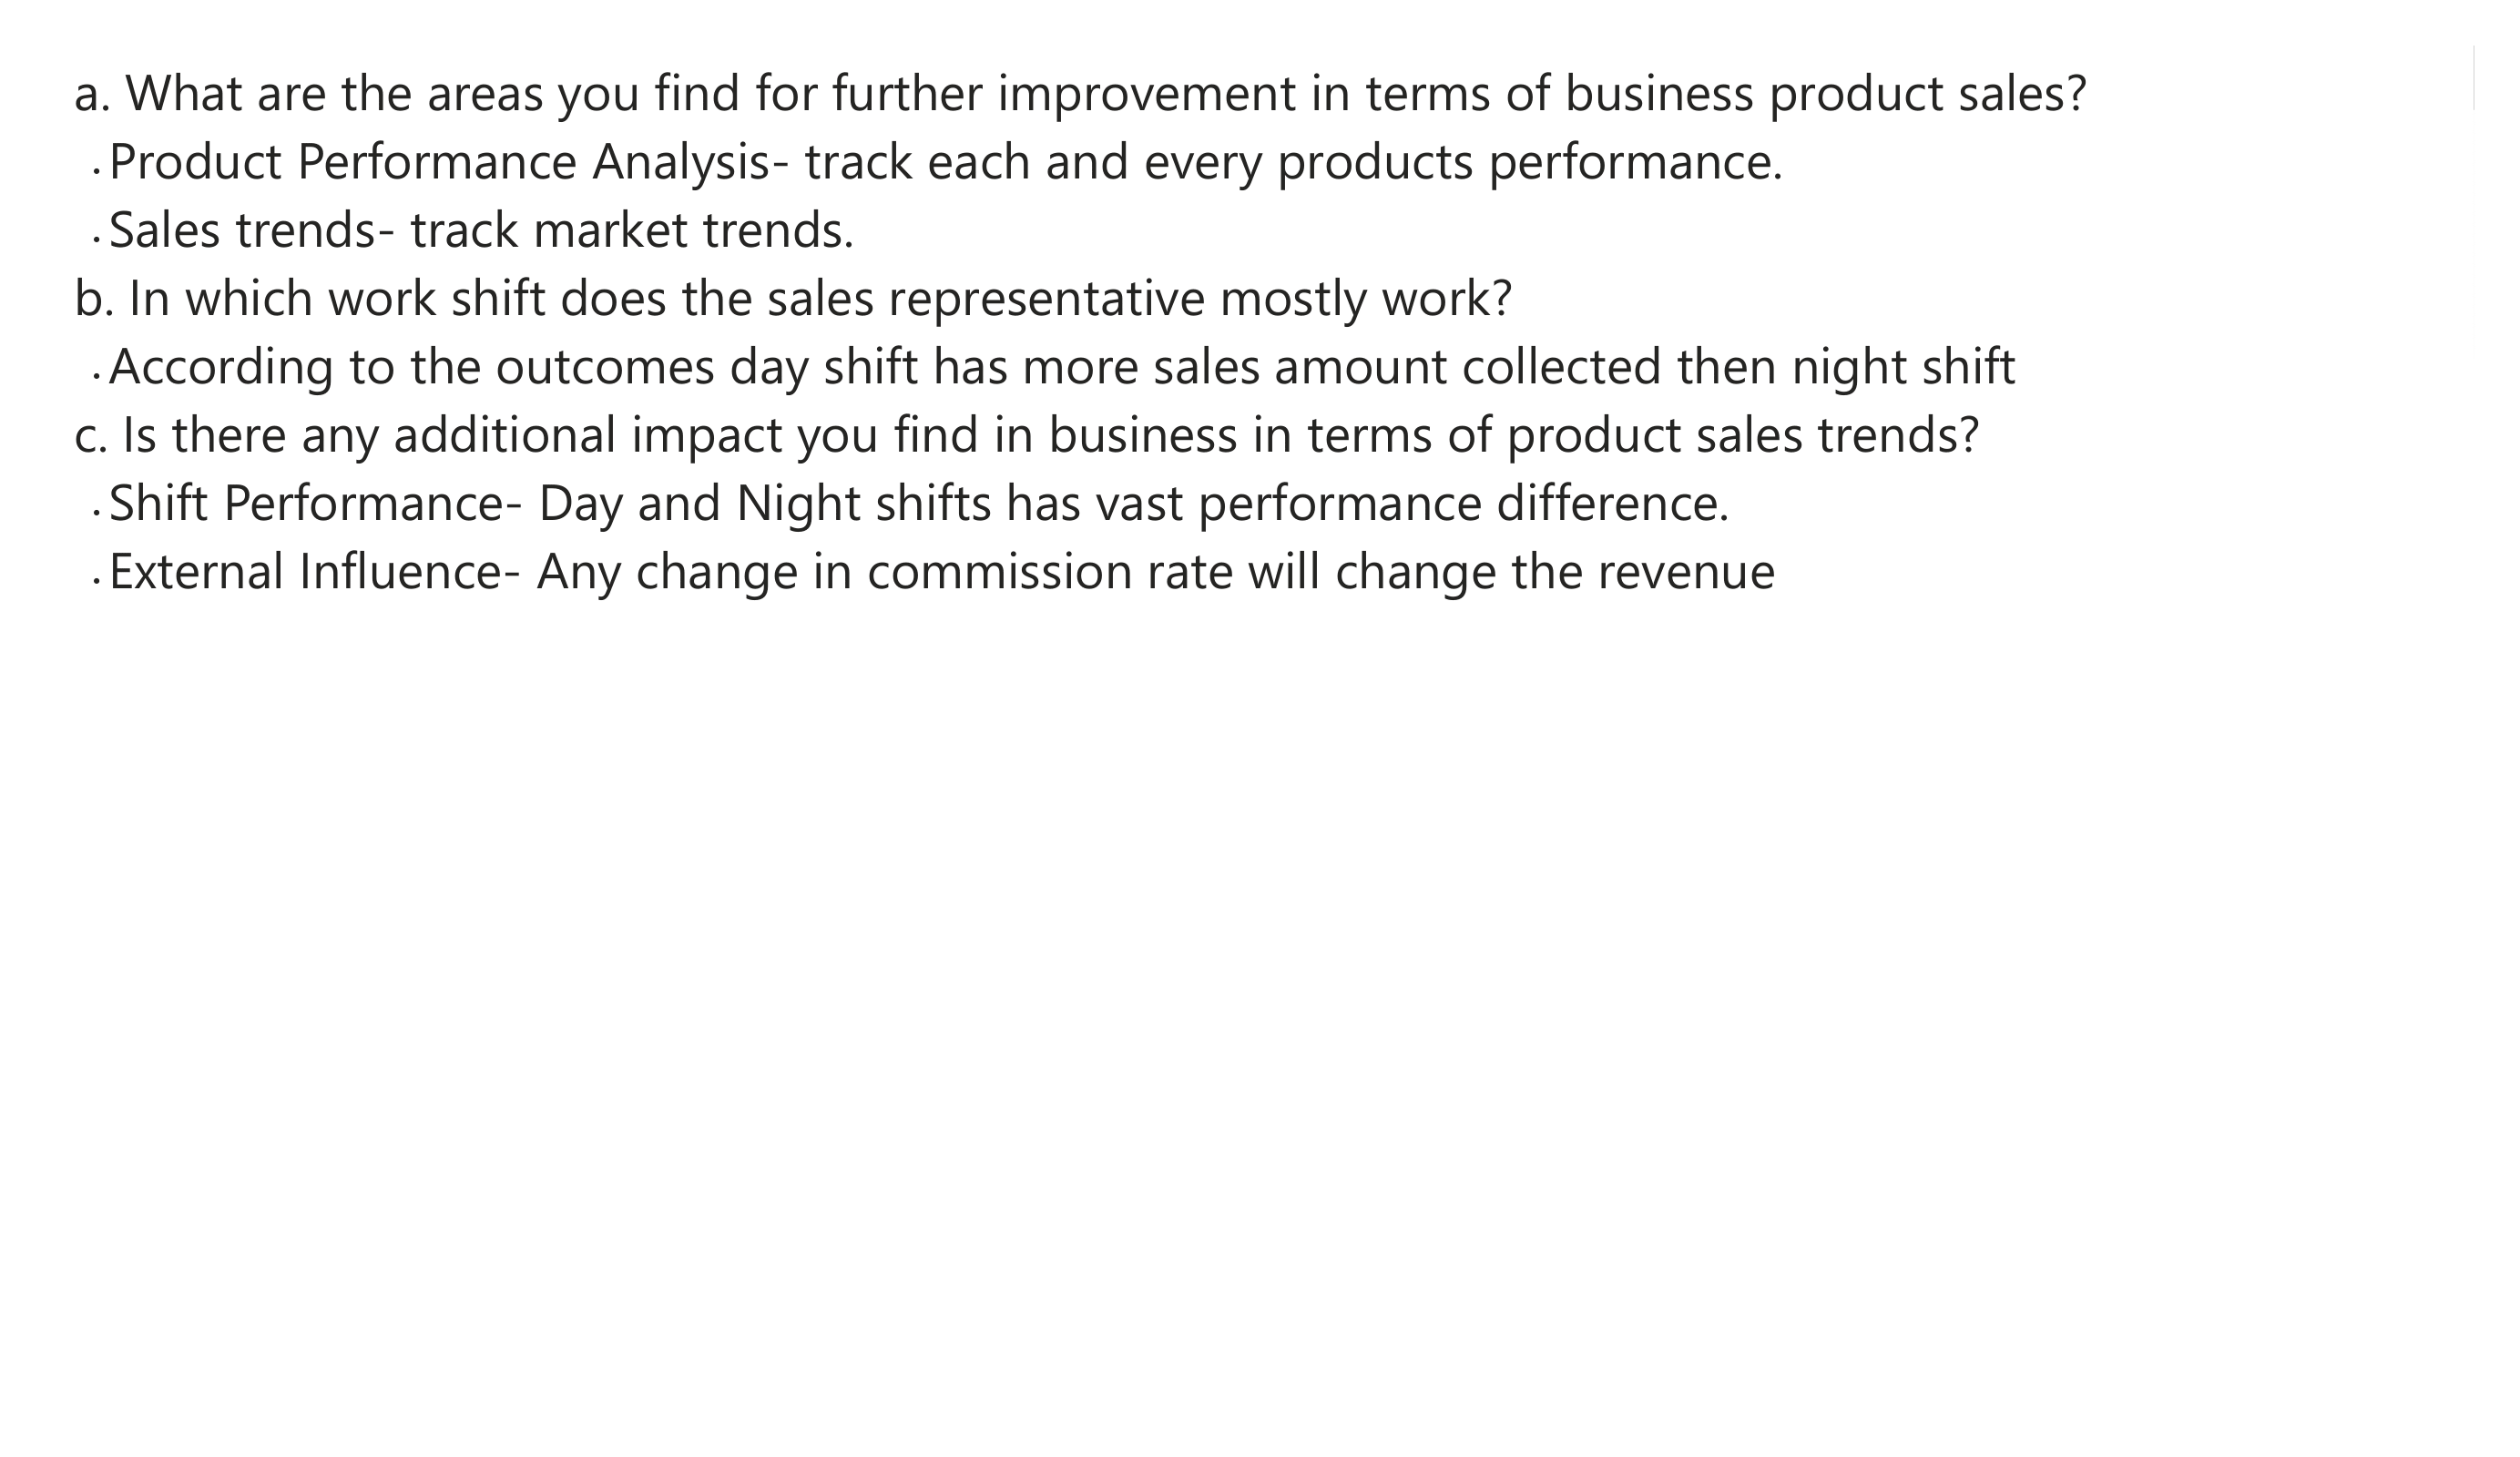 a. What are the areas you find for further improvement in terms of business product sales?
• Product Performance Analysis- track each and every products performance.
• Sales trends- track market trends.
b. In which work shift does the sales representative mostly work?
• According to the outcomes day shift has more sales amount collected then night shift
c. Is there any additional impact you find in business in terms of product sales trends?
• Shift Performance- Day and Night shifts has vast performance difference.
• External Influence- Any change in commission rate will change the revenue